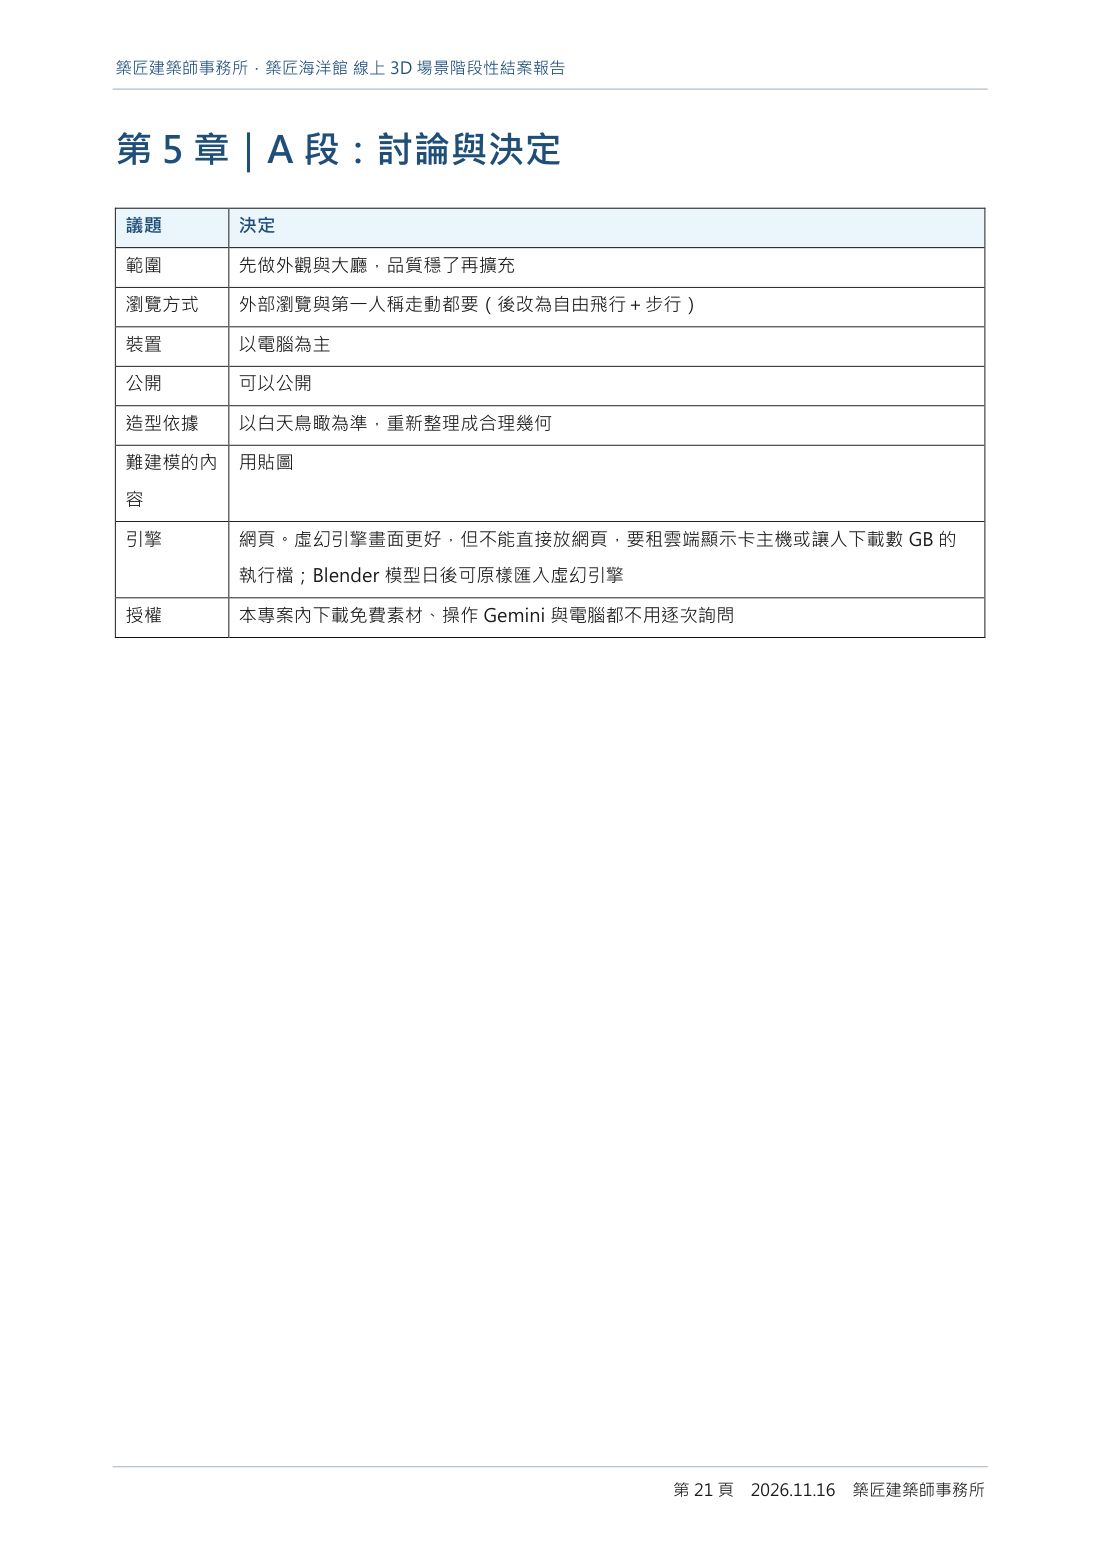 築匠建築師事務所．築匠海洋館 線上 3D 場景階段性結案報告
第 5 章｜A 段：討論與決定
議題 決定
範圍 先做外觀與大廳，品質穩了再擴充
瀏覽方式 外部瀏覽與第一人稱走動都要（後改為自由飛行＋步行）
裝置 以電腦為主
公開 可以公開
造型依據 以白天鳥瞰為準，重新整理成合理幾何
難建模的內 用貼圖
容
引擎 網頁。虛幻引擎畫面更好，但不能直接放網頁，要租雲端顯示卡主機或讓人下載數 GB 的
執行檔；Blender 模型日後可原樣匯入虛幻引擎
授權 本專案內下載免費素材、操作 Gemini 與電腦都不用逐次詢問
第 21 頁 2026.11.16 築匠建築師事務所